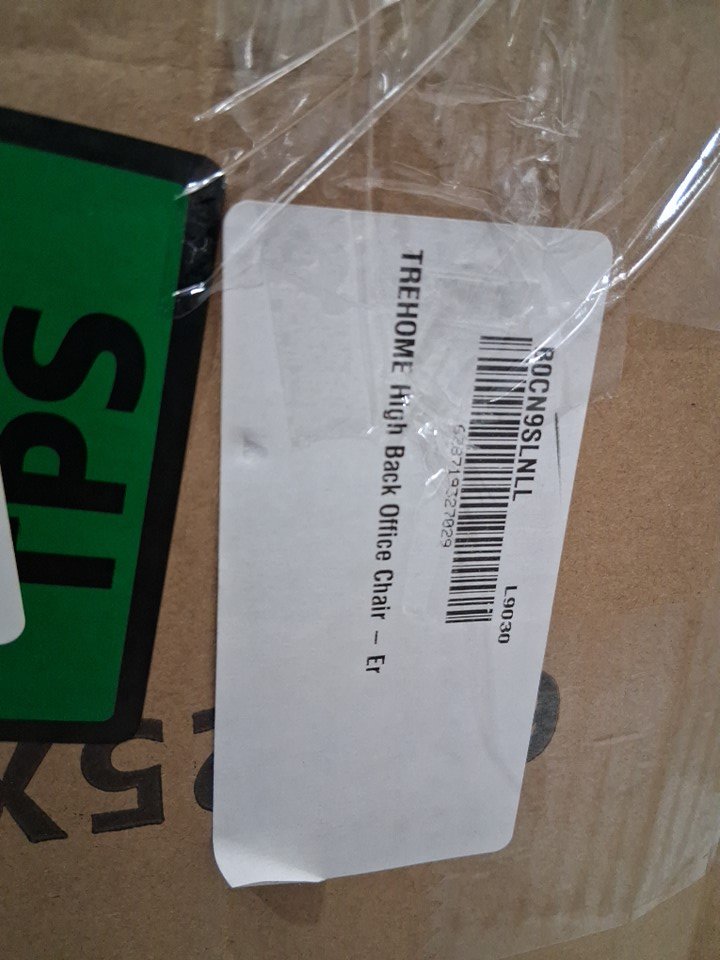 B0CN9SLNLL
L9030
TREHOME High Back Office Chair – Er
TPS